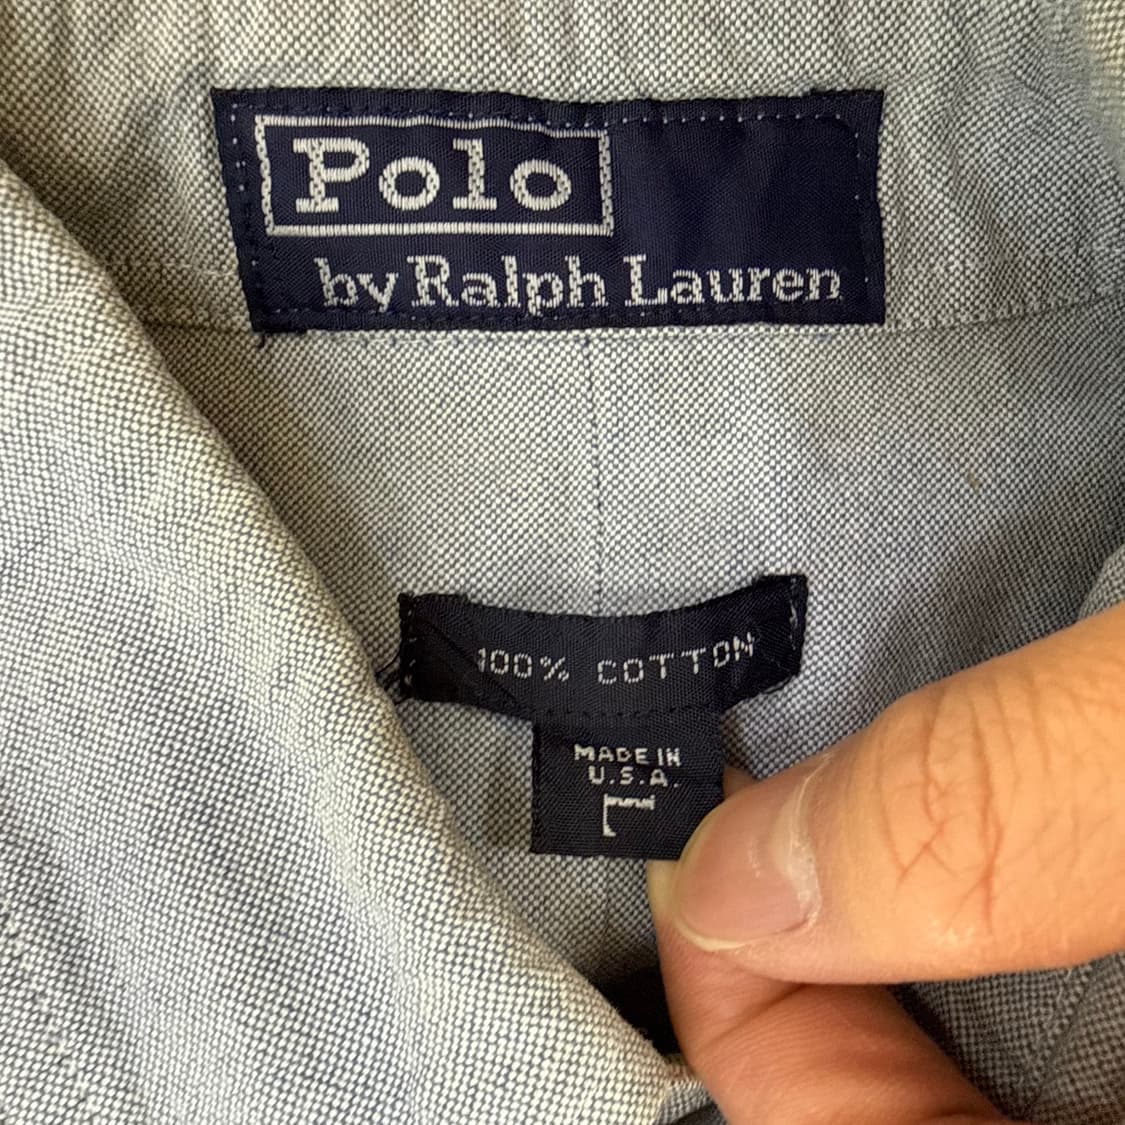 Polo
by Ralph Lauren
100% COTTON
MADE IN
U.S.A.
L